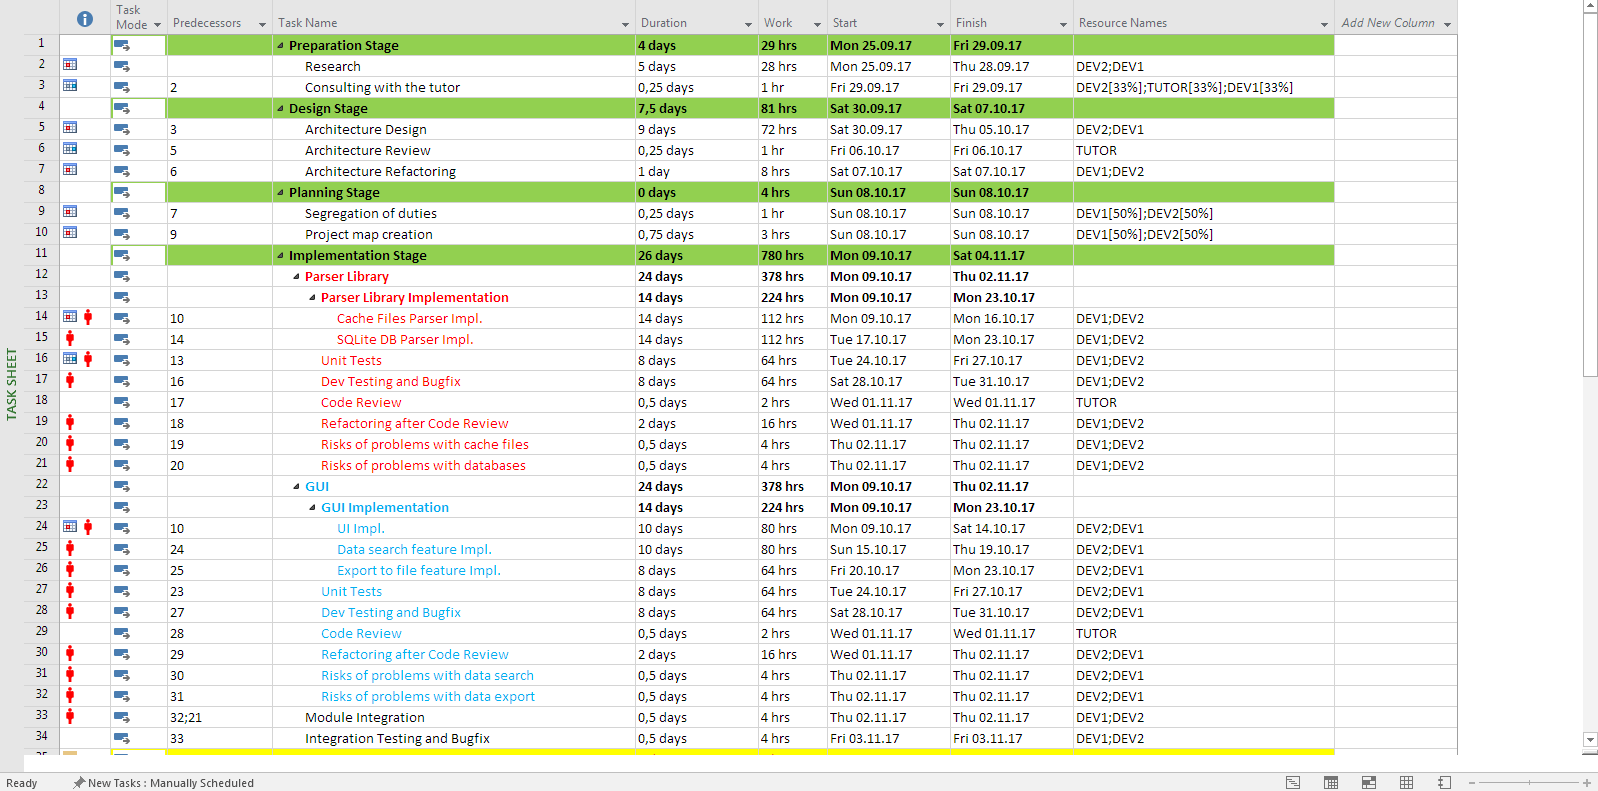 Task Mode Predecessors Task Name Duration Work Start Finish Resource Names Add New Column
1 Preparation Stage 4 days 29 hrs Mon 25.09.17 Fri 29.09.17
2 Research 5 days 28 hrs Mon 25.09.17 Thu 28.09.17 DEV2;DEV1
3 2 Consulting with the tutor 0,25 days 1 hr Fri 29.09.17 Fri 29.09.17 DEV2[33%];TUTOR[33%];DEV1[33%]
4 Design Stage 7,5 days 81 hrs Sat 30.09.17 Sat 07.10.17
5 3 Architecture Design 9 days 72 hrs Sat 30.09.17 Thu 05.10.17 DEV2;DEV1
6 5 Architecture Review 0,25 days 1 hr Fri 06.10.17 Fri 06.10.17 TUTOR
7 6 Architecture Refactoring 1 day 8 hrs Sat 07.10.17 Sat 07.10.17 DEV1;DEV2
8 Planning Stage 0 days 4 hrs Sun 08.10.17 Sun 08.10.17
9 7 Segregation of duties 0,25 days 1 hr Sun 08.10.17 Sun 08.10.17 DEV1[50%];DEV2[50%]
10 9 Project map creation 0,75 days 3 hrs Sun 08.10.17 Sun 08.10.17 DEV1[50%];DEV2[50%]
11 Implementation Stage 26 days 780 hrs Mon 09.10.17 Sat 04.11.17
12 Parser Library 24 days 378 hrs Mon 09.10.17 Thu 02.11.17
13 Parser Library Implementation 14 days 224 hrs Mon 09.10.17 Mon 23.10.17
14 10 Cache Files Parser Impl. 14 days 112 hrs Mon 09.10.17 Mon 16.10.17 DEV1;DEV2
15 14 SQLite DB Parser Impl. 14 days 112 hrs Tue 17.10.17 Mon 23.10.17 DEV1;DEV2
16 13 Unit Tests 8 days 64 hrs Tue 24.10.17 Fri 27.10.17 DEV1;DEV2
17 16 Dev Testing and Bugfix 8 days 64 hrs Sat 28.10.17 Tue 31.10.17 DEV1;DEV2
18 17 Code Review 0,5 days 2 hrs Wed 01.11.17 Wed 01.11.17 TUTOR
19 18 Refactoring after Code Review 2 days 16 hrs Wed 01.11.17 Thu 02.11.17 DEV1;DEV2
20 19 Risks of problems with cache files 0,5 days 4 hrs Thu 02.11.17 Thu 02.11.17 DEV1;DEV2
21 20 Risks of problems with databases 0,5 days 4 hrs Thu 02.11.17 Thu 02.11.17 DEV1;DEV2
22 GUI 24 days 378 hrs Mon 09.10.17 Thu 02.11.17
23 GUI Implementation 14 days 224 hrs Mon 09.10.17 Mon 23.10.17
24 10 UI Impl. 10 days 80 hrs Mon 09.10.17 Sat 14.10.17 DEV2;DEV1
25 24 Data search feature Impl. 10 days 80 hrs Sun 15.10.17 Thu 19.10.17 DEV2;DEV1
26 25 Export to file feature Impl. 8 days 64 hrs Fri 20.10.17 Mon 23.10.17 DEV2;DEV1
27 23 Unit Tests 8 days 64 hrs Tue 24.10.17 Fri 27.10.17 DEV2;DEV1
28 27 Dev Testing and Bugfix 8 days 64 hrs Sat 28.10.17 Tue 31.10.17 DEV2;DEV1
29 28 Code Review 0,5 days 2 hrs Wed 01.11.17 Wed 01.11.17 TUTOR
30 29 Refactoring after Code Review 2 days 16 hrs Wed 01.11.17 Thu 02.11.17 DEV2;DEV1
31 30 Risks of problems with data search 0,5 days 4 hrs Thu 02.11.17 Thu 02.11.17 DEV2;DEV1
32 31 Risks of problems with data export 0,5 days 4 hrs Thu 02.11.17 Thu 02.11.17 DEV2;DEV1
33 32;21 Module Integration 0,5 days 4 hrs Thu 02.11.17 Thu 02.11.17 DEV1;DEV2
34 33 Integration Testing and Bugfix 0,5 days 4 hrs Fri 03.11.17 Fri 03.11.17 DEV1;DEV2
TASK SHEET
Ready New Tasks : Manually Scheduled